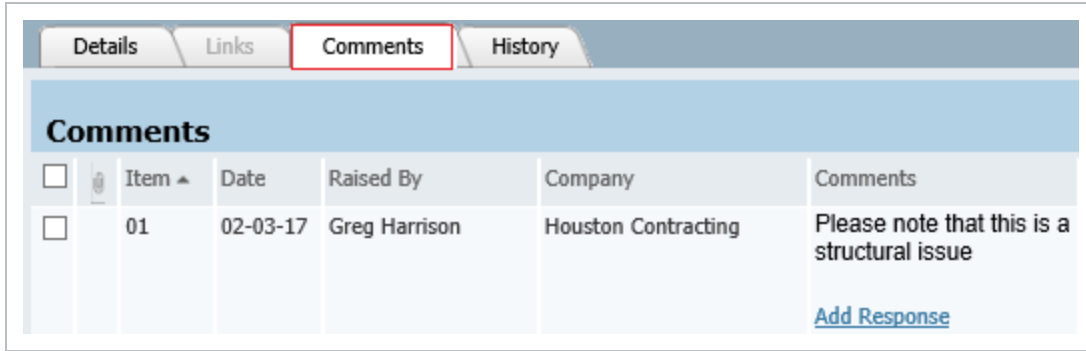 Details Links Comments History
Comments
Item Date Raised By Company Comments
01 02-03-17 Greg Harrison Houston Contracting Please note that this is a
structural issue
Add Response